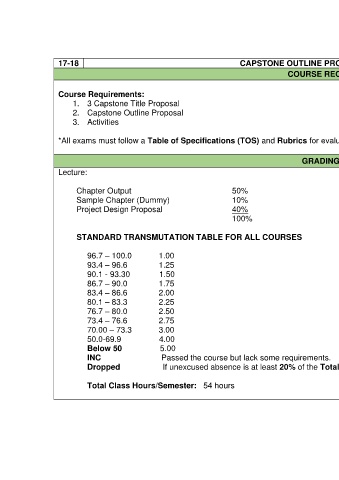 17-18 CAPSTONE OUTLINE PRO
COURSE REQ
Course Requirements:
1. 3 Capstone Title Proposal
2. Capstone Outline Proposal
3. Activities
*All exams must follow a Table of Specifications (TOS) and Rubrics for evalu
GRADING
Lecture:
Chapter Output 50%
Sample Chapter (Dummy) 10%
Project Design Proposal 40%
100%
STANDARD TRANSMUTATION TABLE FOR ALL COURSES
96.7 – 100.0 1.00
93.4 – 96.6 1.25
90.1 - 93.30 1.50
86.7 – 90.0 1.75
83.4 – 86.6 2.00
80.1 – 83.3 2.25
76.7 – 80.0 2.50
73.4 – 76.6 2.75
70.00 – 73.3 3.00
50.0-69.9 4.00
Below 50 5.00
INC Passed the course but lack some requirements.
Dropped If unexcused absence is at least 20% of the Total
Total Class Hours/Semester: 54 hours